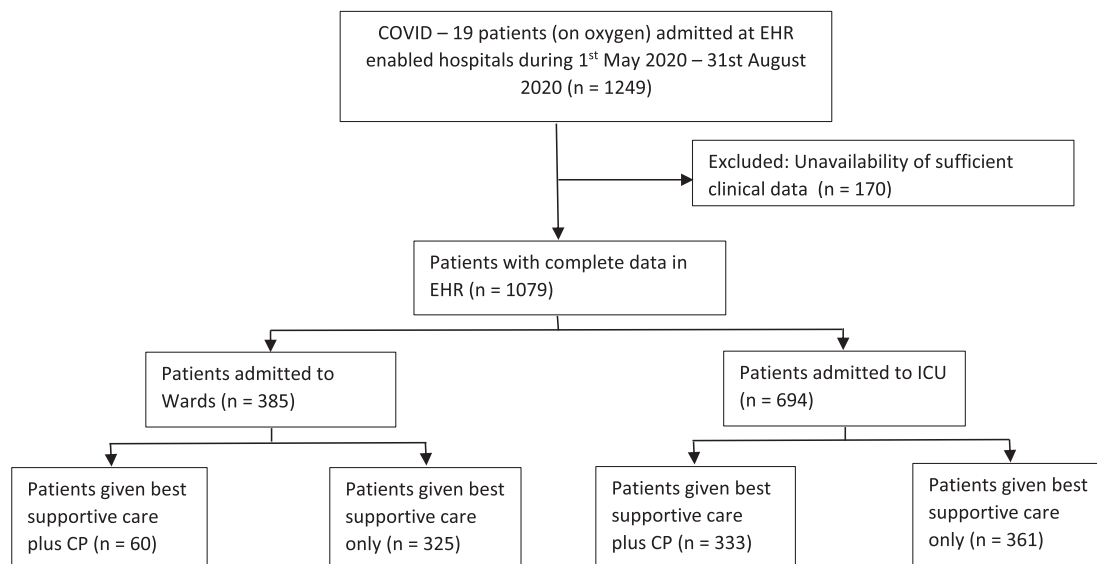 COVID – 19 patients (on oxygen) admitted at EHR
enabled hospitals during 1st May 2020 – 31st August
2020 (n = 1249)
Excluded: Unavailability of sufficient
clinical data (n = 170)
Patients with complete data in
EHR (n = 1079)
Patients admitted to
Wards (n = 385)
Patients admitted to ICU
(n = 694)
Patients given best
supportive care
plus CP (n = 60)
Patients given best
supportive care
only (n = 325)
Patients given best
supportive care
plus CP (n = 333)
Patients given best
supportive care
only (n = 361)